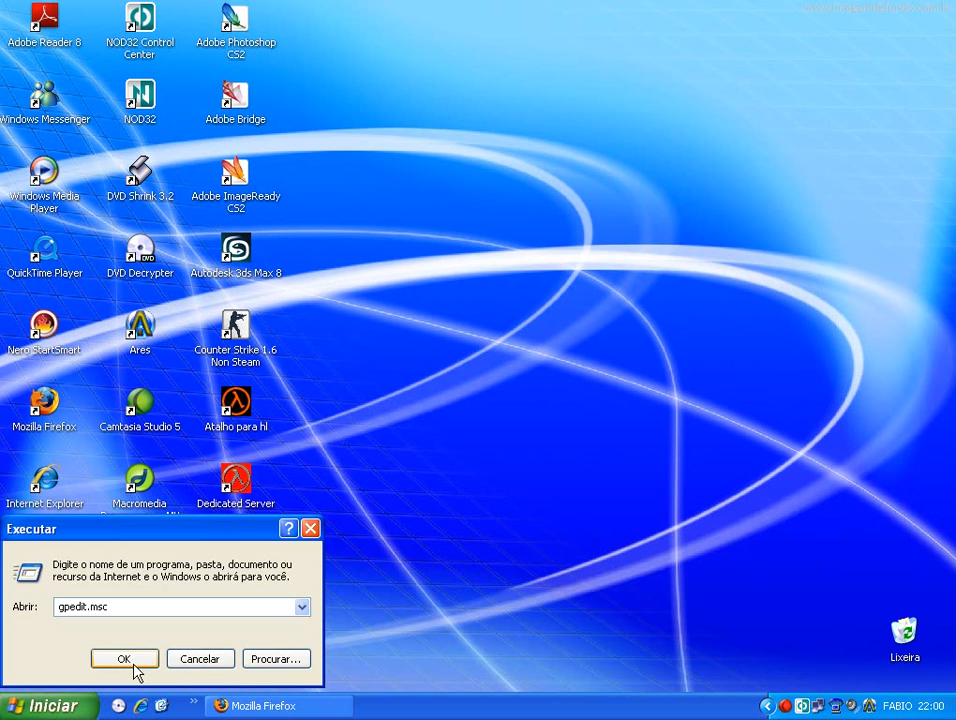 Adobe Reader 8
NOD32 Control
Center
Adobe Photoshop
CS2
Windows Messenger
NOD32
Adobe Bridge
Windows Media
Player
DVD Shrink 3.2
Adobe ImageReady
CS2
QuickTime Player
DVD
DVD Decrypter
Autodesk 3ds Max 8
Nero StartSmart
Ares
Counter Strike 1.6
Non Steam
Mozilla Firefox
Camtasia Studio 5
Atalho para hl
Internet Explorer
Macromedia
Dedicated Server
Executar
Digite o nome de um programa, pasta, documento ou
recurso da Internet e o Windows o abrirá para você.
Abrir:
gpedit.msc
OK
Cancelar
Procurar...
Lixeira
Iniciar
Mozilla Firefox
FABIO 22:00